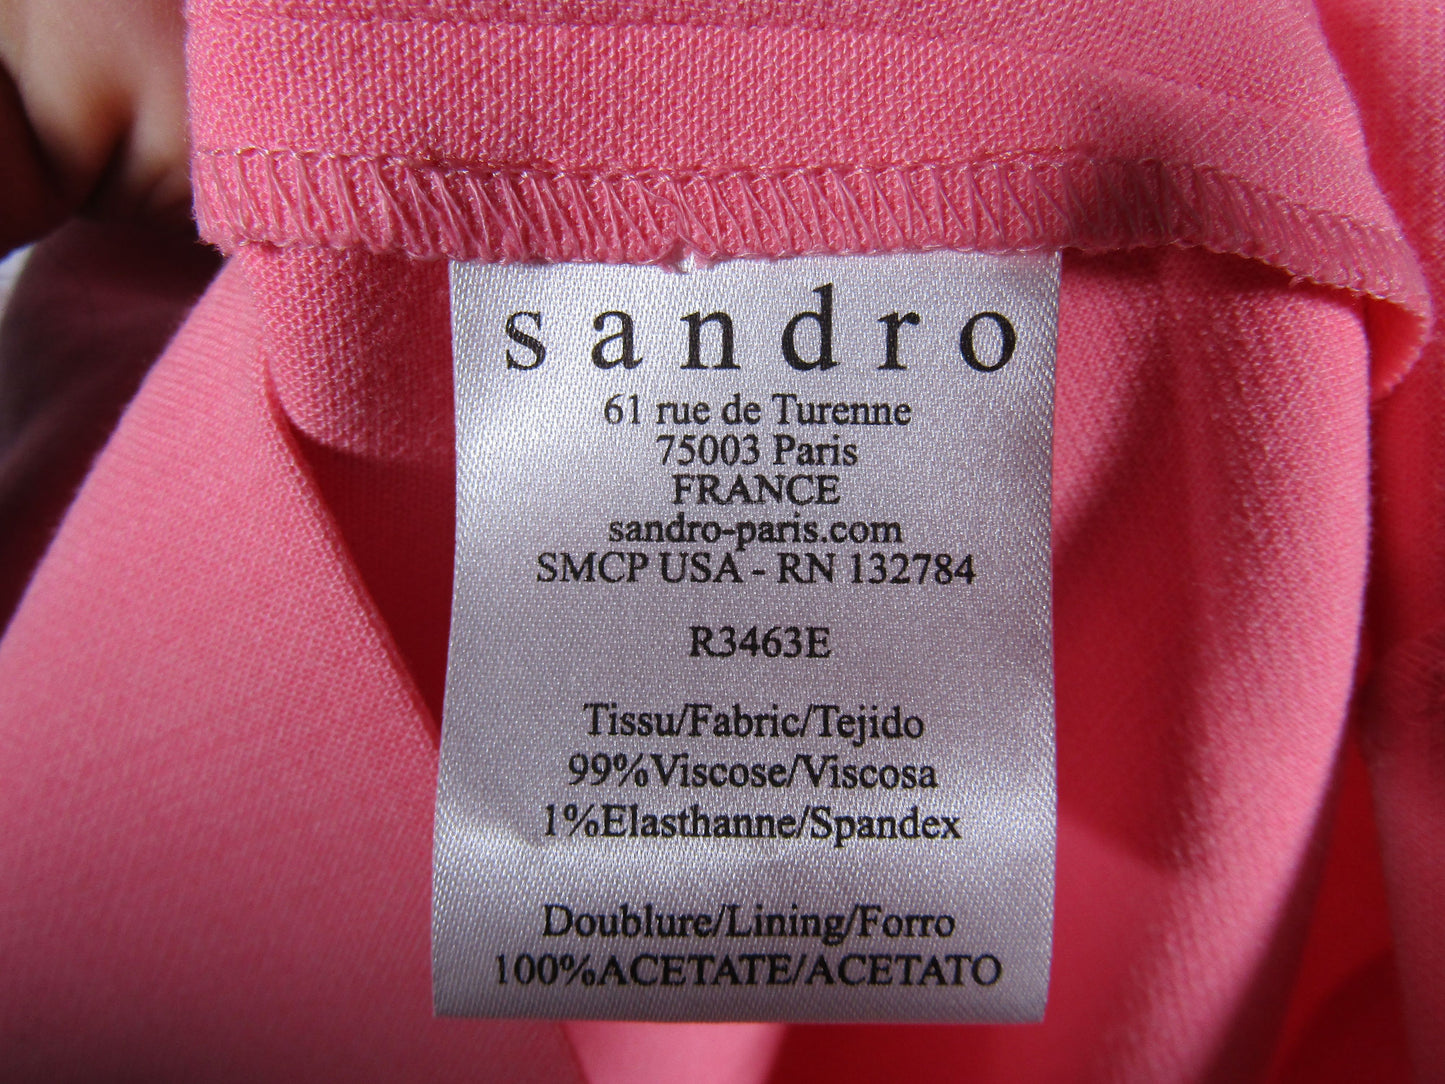 sandro
61 rue de Turenne
75003 Paris
FRANCE
sandro-paris.com
SMCP USA - RN 132784
R3463E
Tissu/Fabric/Tejido
99%Viscose/Viscosa
1%Elasthanne/Spandex
Doublure/Lining/Forro
100%ACETATE/ACETATO